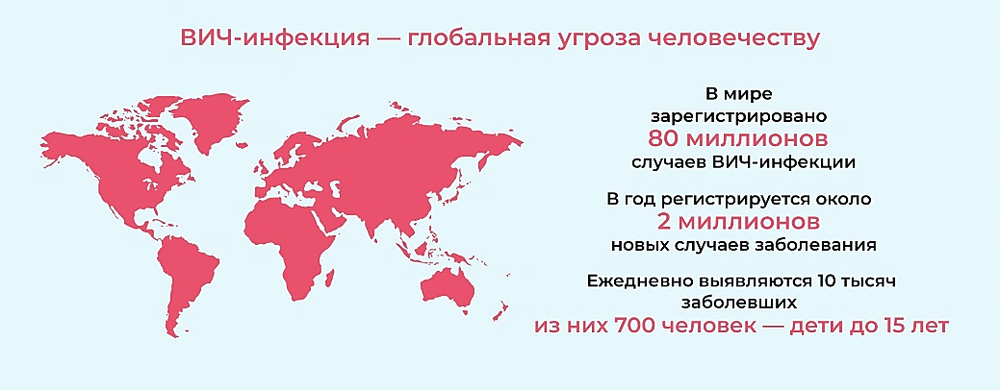 ВИЧ-инфекция — глобальная угроза человечеству
В мире
зарегистрировано
80 миллионов
случаев ВИЧ-инфекции
В год регистрируется около
2 миллионов
новых случаев заболевания
Ежедневно выявляются 10 тысяч
заболевших
из них 700 человек — дети до 15 лет